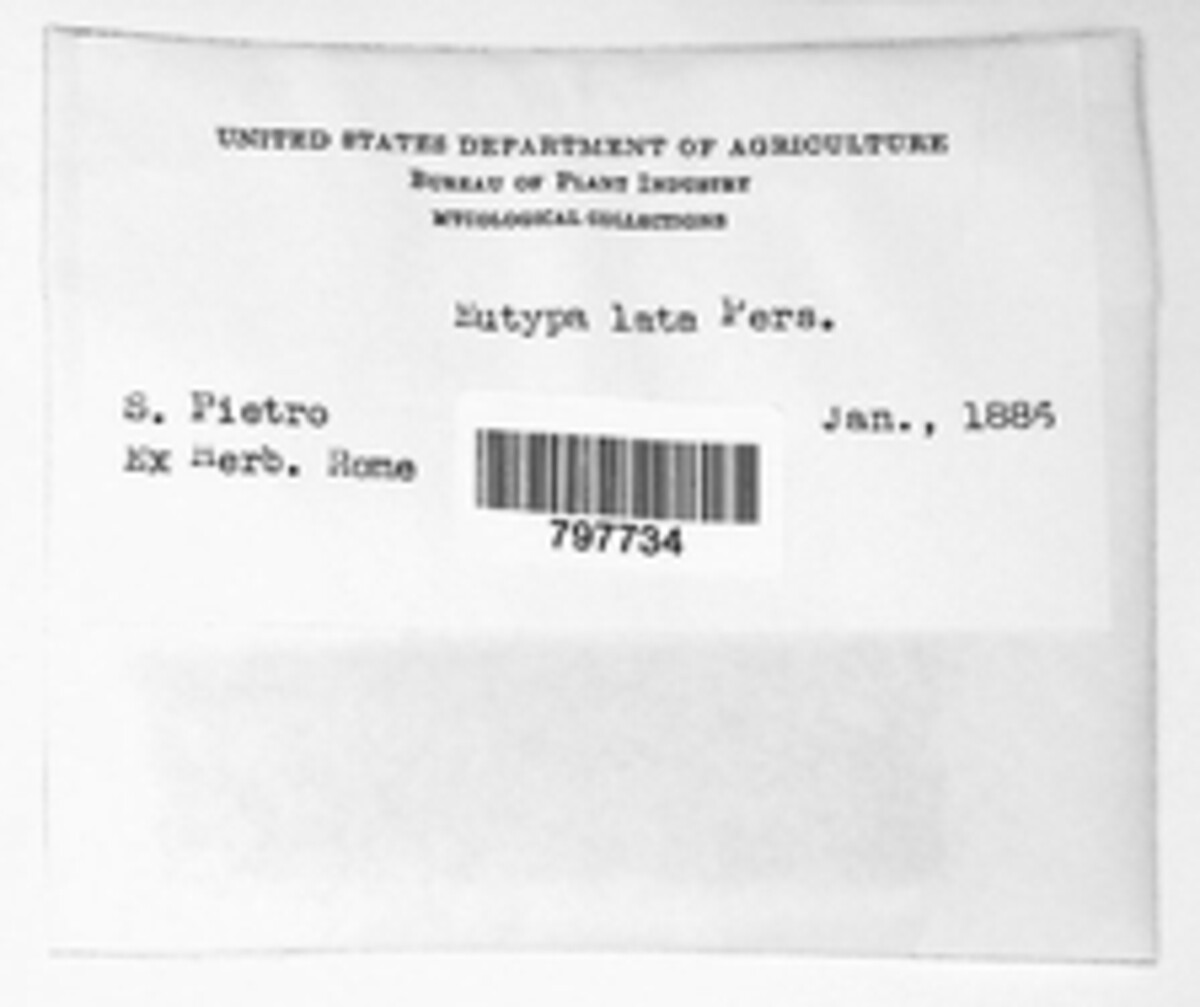 UNITED STATES DEPARTMENT OF AGRICULTURE
BUREAU OF PLANT INDUSTRY
MYCOLOGICAL COLLECTIONS
Eutypa lata Pers.
S. Pietro
Jan.,
Ex Herb. Rome
797734